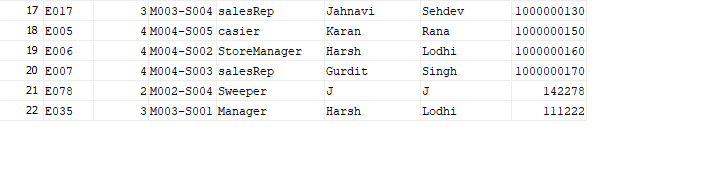 17 E017 3 M003-S004 salesRep Jahnavi Sehdev 1000000130
18 E005 4 M004-S005 casier Karan Rana 1000000150
19 E006 4 M004-S002 StoreManager Harsh Lodhi 1000000160
20 E007 4 M004-S003 salesRep Gurdit Singh 1000000170
21 E078 2 M002-S004 Sweeper J J 142278
22 E035 3 M003-S001 Manager Harsh Lodhi 111222